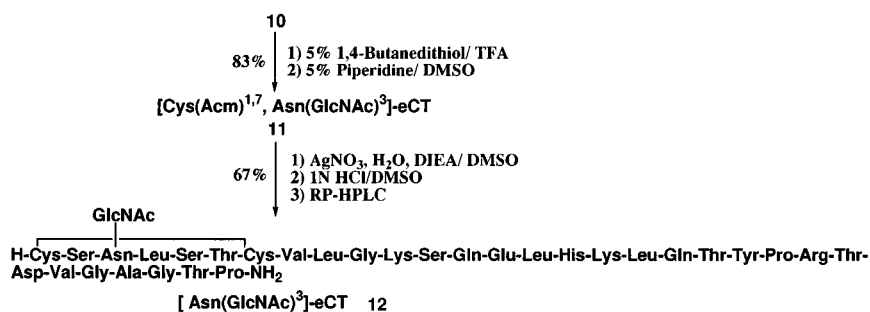 10
83%
1) 5% 1,4-Butanedithiol/ TFA
2) 5% Piperidine/ DMSO
[Cys(Acm)1,7, Asn(GlcNAc)3]-eCT
11
67%
1) AgNO3, H2O, DIEA/ DMSO
2) 1N HCl/DMSO
3) RP-HPLC
GlcNAc
H-Cys-Ser-Asn-Leu-Ser-Thr-Cys-Val-Leu-Gly-Lys-Ser-Gln-Glu-Leu-His-Lys-Leu-Gln-Thr-Tyr-Pro-Arg-Thr-
Asp-Val-Gly-Ala-Gly-Thr-Pro-NH2
[ Asn(GlcNAc)3]-eCT 12